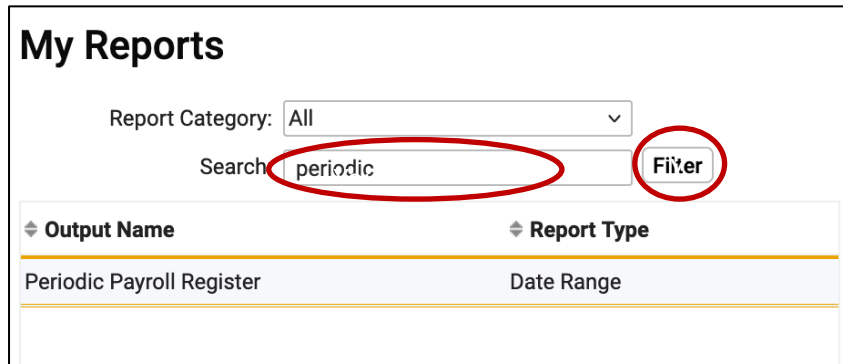 My Reports
Report Category: All
Search periodic Filter
Output Name Report Type
Periodic Payroll Register Date Range